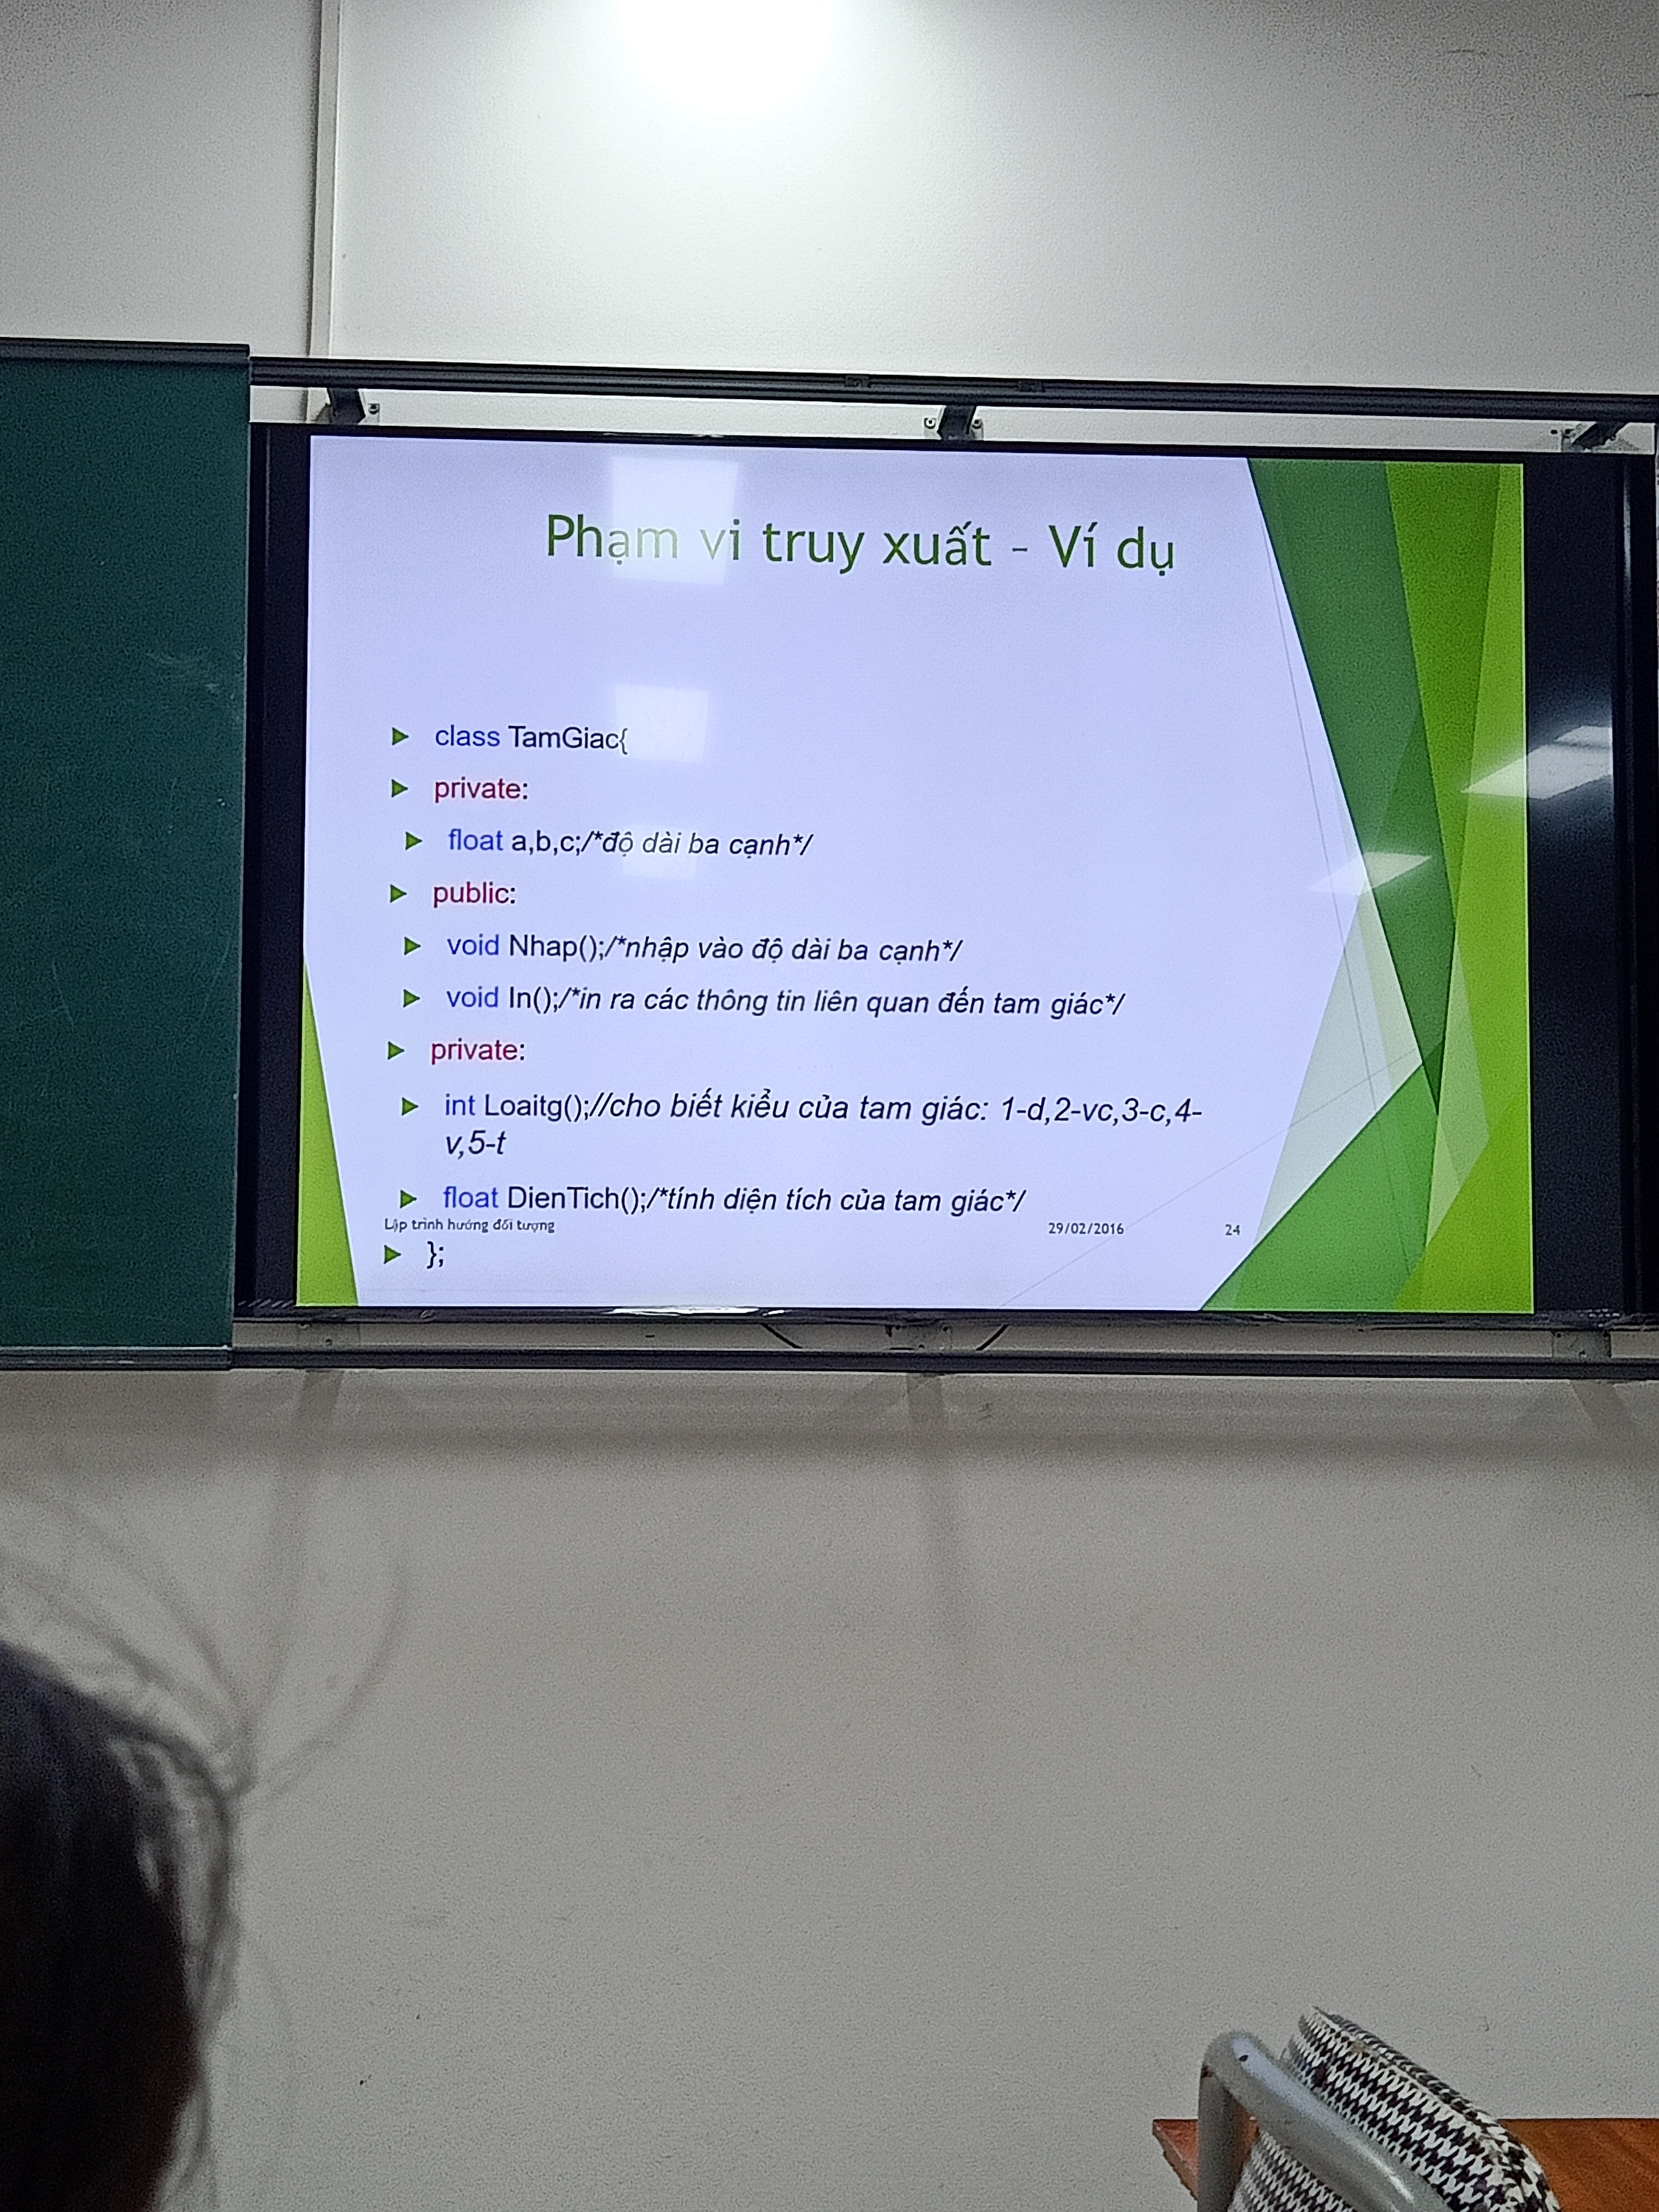 Phạm vi truy xuất - Ví dụ
class TamGiac{
private:
float a,b,c;/*độ dài ba cạnh*/
public:
void Nhap();/*nhập vào độ dài ba cạnh*/
void In();/*in ra các thông tin liên quan đến tam giác*/
private:
int Loaitg();//cho biết kiểu của tam giác: 1-d,2-vc,3-c,4-
v,5-t
float DienTich();/*tính diện tích của tam giác*/
Lập trình hướng đối tượng 29/02/2016 24
};